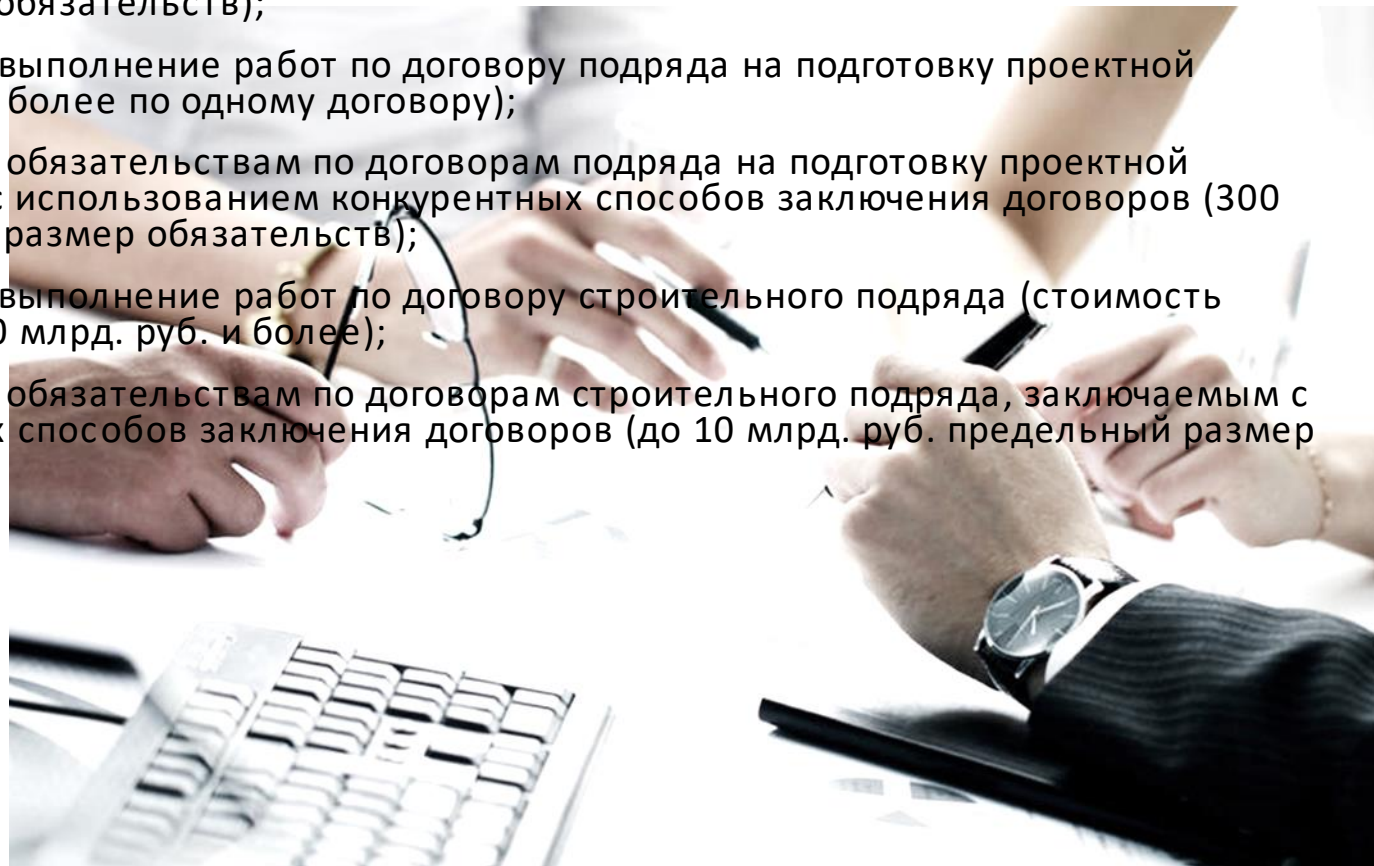 обязательств);
выполнение работ по договору подряда на подготовку проектной
более по одному договору);
обязательствам по договорам подряда на подготовку проектной
с использованием конкурентных способов заключения договоров (300
размер обязательств);
выполнение работ по договору строительного подряда (стоимость
0 млрд. руб. и более);
обязательствам по договорам строительного подряда, заключаемым с
х способов заключения договоров (до 10 млрд. руб. предельный размер